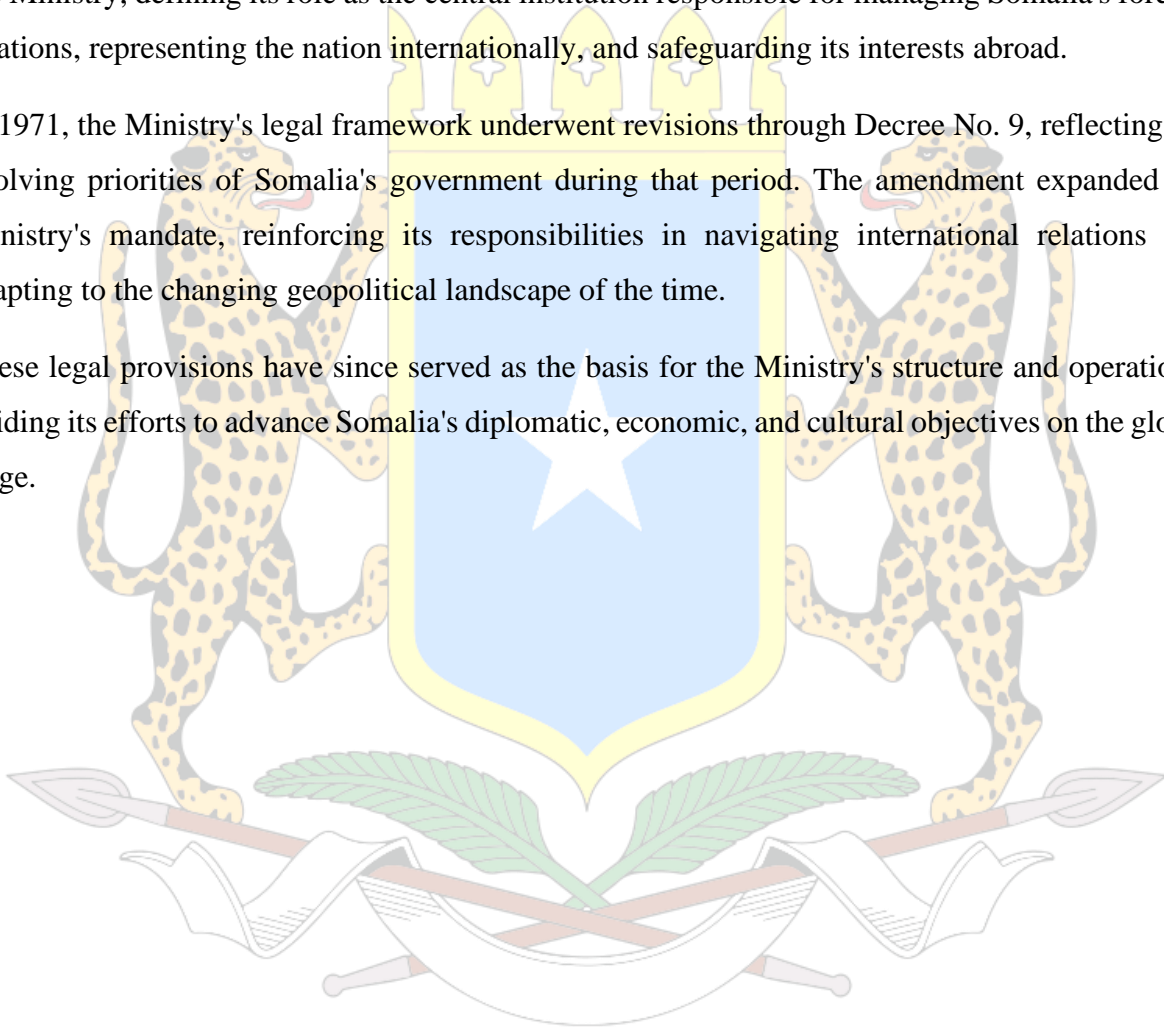 Ministry, defining its role as the central institution responsible for managing Somalia's
ations, representing the nation internationally, and safeguarding its interests abroad.
1971, the Ministry's legal framework underwent revisions through Decree No. 9, reflecting
olving priorities of Somalia's government during that period. The amendment expanded
nistry's mandate, reinforcing its responsibilities in navigating international relations
apting to the changing geopolitical landscape of the time.
ese legal provisions have since served as the basis for the Ministry's structure and operatio
iding its efforts to advance Somalia's diplomatic, economic, and cultural objectives on the glo
ge.